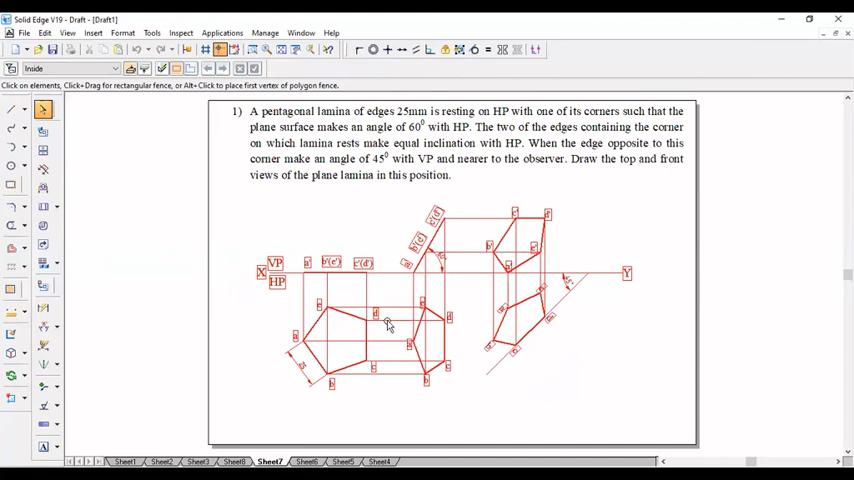 Solid Edge V19 - Draft - [Draft1]
File Edit View Insert Format Tools Inspect Applications Manage Window Help
Inside
Click on elements, Click+Drag for rectangular fence, or Alt+Click to place first vertex of polygon fence.
1) A pentagonal lamina of edges 25mm is resting on HP with one of its corners such that the
plane surface makes an angle of 60⁰ with HP. The two of the edges containing the corner
on which lamina rests make equal inclination with HP. When the edge opposite to this
corner make an angle of 45⁰ with VP and nearer to the observer. Draw the top and front
views of the plane lamina in this position.
c'(d') c' d'
b'(d') b' e'
X VP a' b'(e') c'(d') a' a' Y
HP
45°
e d e d
a a
b c b c
25
Sheet1 Sheet2 Sheet3 Sheet8 Sheet7 Sheet6 Sheet5 Sheet4